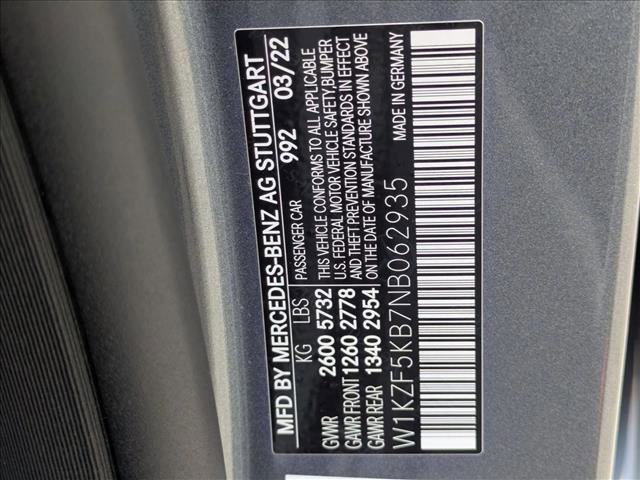 MFD BY MERCEDES-BENZ AG STUTTGART
992 03/22
KG LBS PASSENGER CAR
GVWR 2600 5732 THIS VEHICLE CONFORMS TO ALL APPLICABLE
GAWR FRONT 1260 2778 U.S. FEDERAL MOTOR VEHICLE SAFETY,BUMPER
GAWR REAR 1340 2954 AND THEFT PREVENTION STANDARDS IN EFFECT
ON THE DATE OF MANUFACTURE SHOWN ABOVE
W1KZF5KB7NB062935 MADE IN GERMANY